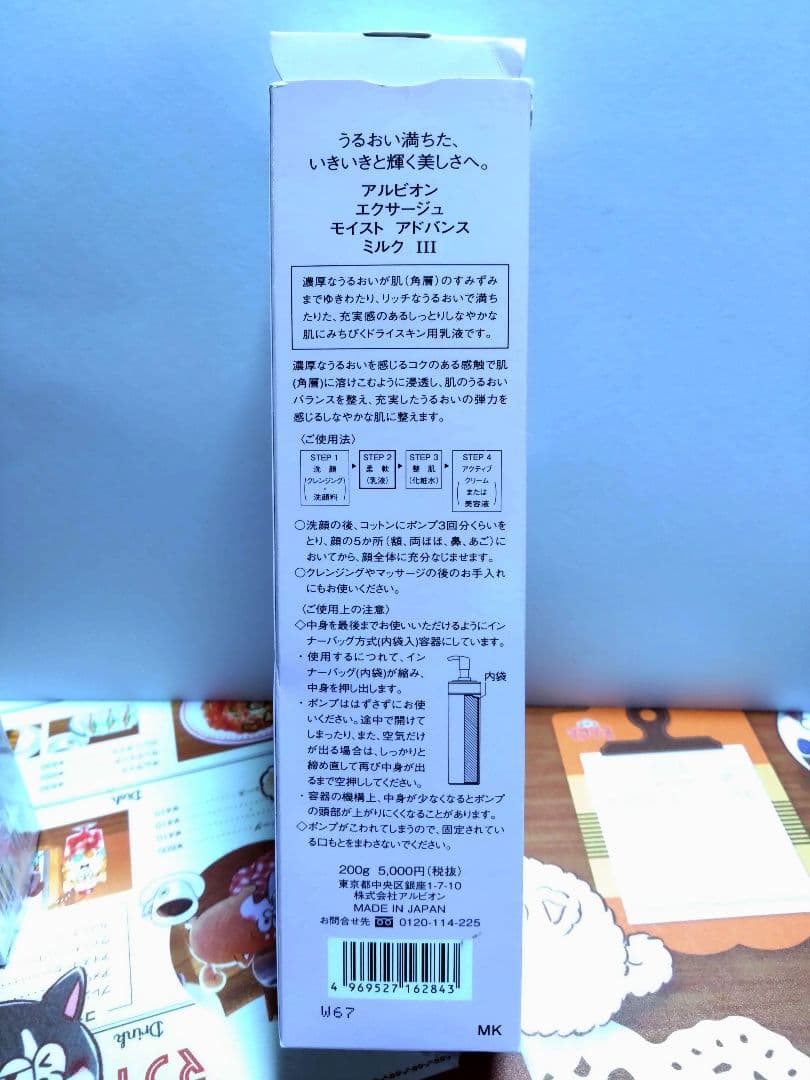 うるおい満ちた、
いきいきと輝く美しさへ。
アルビオン
エクサージュ
モイスト アドバンス
ミルク III
濃厚なうるおいが肌(角層)のすみずみ
までゆきわたり、リッチなうるおいで満ち
たりた、充実感のあるしっとりしなやかな
肌にみちびくドライスキン用乳液です。
濃厚なうるおいを感じるコクのある感触で肌
(角層)に溶けこむように浸透し、肌のうるおい
バランスを整え、充実したうるおいの弾力を
感じるしなやかな肌に整えます。
〈ご使用法〉
STEP 1
洗顔
(クレンジング・
洗顔料)
STEP 2
柔軟
(乳液)
STEP 3
整肌
(化粧水)
STEP 4
アクティブ
クリーム
または
美容液
○洗顔の後、コットンにポンプ3回分くらいを
とり、顔の5か所(額、両ほほ、鼻、あご)に
おいてから、顔全体に充分なじませます。
○クレンジングやマッサージの後のお手入れ
にもお使いください。
〈ご使用上の注意〉
◇中身を最後までお使いいただけるようにイン
ナーバッグ方式(内袋入)容器にしています。
・使用するにつれて、イン
ナーバッグ(内袋)が縮み、
中身を押し出します。
内袋
・ポンプははずさずにお使
いください。途中で開けて
しまったり、また、空気だけ
が出る場合は、しっかりと
締め直して再び中身が出
るまで空押ししてください。
・容器の機構上、中身が少なくなるとポンプ
の頭部が上がりにくくなることがあります。
◇ポンプがこわれてしまうので、固定されてい
る口もとをまわさないでください。
200g 5,000円(税抜)
東京都中央区銀座1-7-10
株式会社アルビオン
MADE IN JAPAN
お問合せ先 0120-114-225
4 969527 162843
W67
MK
Dish
Drink